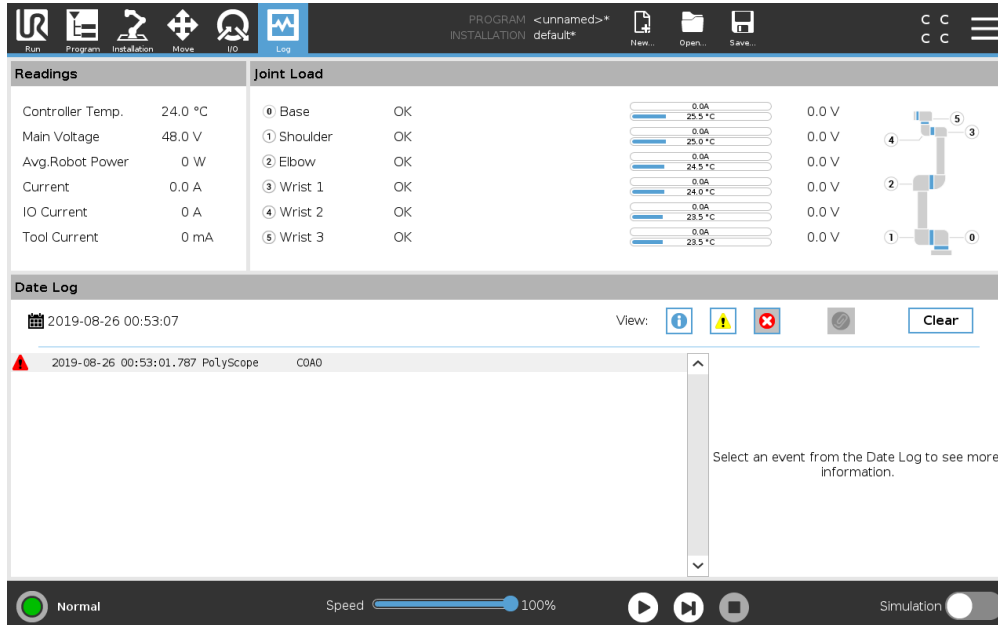 UR
Run Program Installation Move I/O Log
PROGRAM <unnamed>*
INSTALLATION default*
New... Open... Save...
C C
C C
Readings
Joint Load
Controller Temp. 24.0 °C
Main Voltage 48.0 V
Avg.Robot Power 0 W
Current 0.0 A
IO Current 0 A
Tool Current 0 mA
0 Base OK 0.0A 25.5 °C 0.0 V
1 Shoulder OK 0.0A 25.0 °C 0.0 V
2 Elbow OK 0.0A 24.5 °C 0.0 V
3 Wrist 1 OK 0.0A 24.0 °C 0.0 V
4 Wrist 2 OK 0.0A 23.5 °C 0.0 V
5 Wrist 3 OK 0.0A 23.5 °C 0.0 V
5
4 3
2
1 0
Date Log
2019-08-26 00:53:07
View:
Clear
2019-08-26 00:53:01.787 PolyScope C0A0
Select an event from the Date Log to see more
information.
Normal
Speed 100%
Simulation